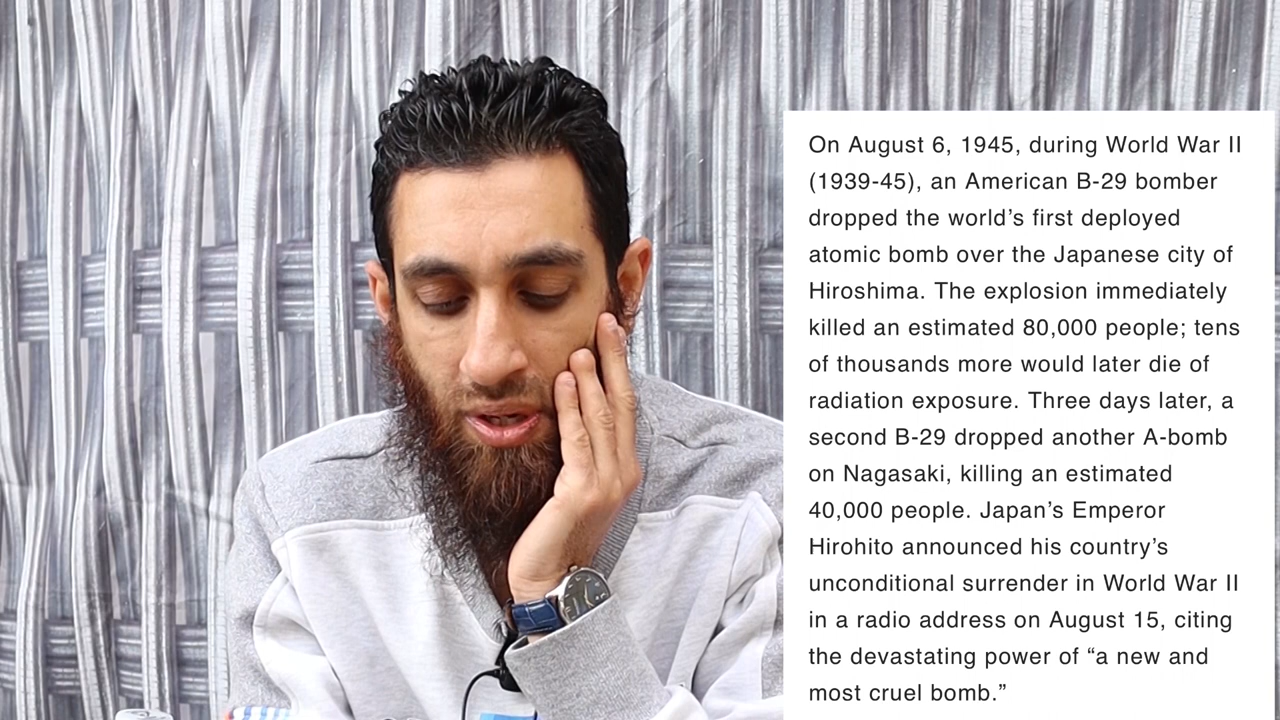 On August 6, 1945, during World War II
(1939-45), an American B-29 bomber
dropped the world’s first deployed
atomic bomb over the Japanese city of
Hiroshima. The explosion immediately
killed an estimated 80,000 people; tens
of thousands more would later die of
radiation exposure. Three days later, a
second B-29 dropped another A-bomb
on Nagasaki, killing an estimated
40,000 people. Japan’s Emperor
Hirohito announced his country’s
unconditional surrender in World War II
in a radio address on August 15, citing
the devastating power of “a new and
most cruel bomb.”